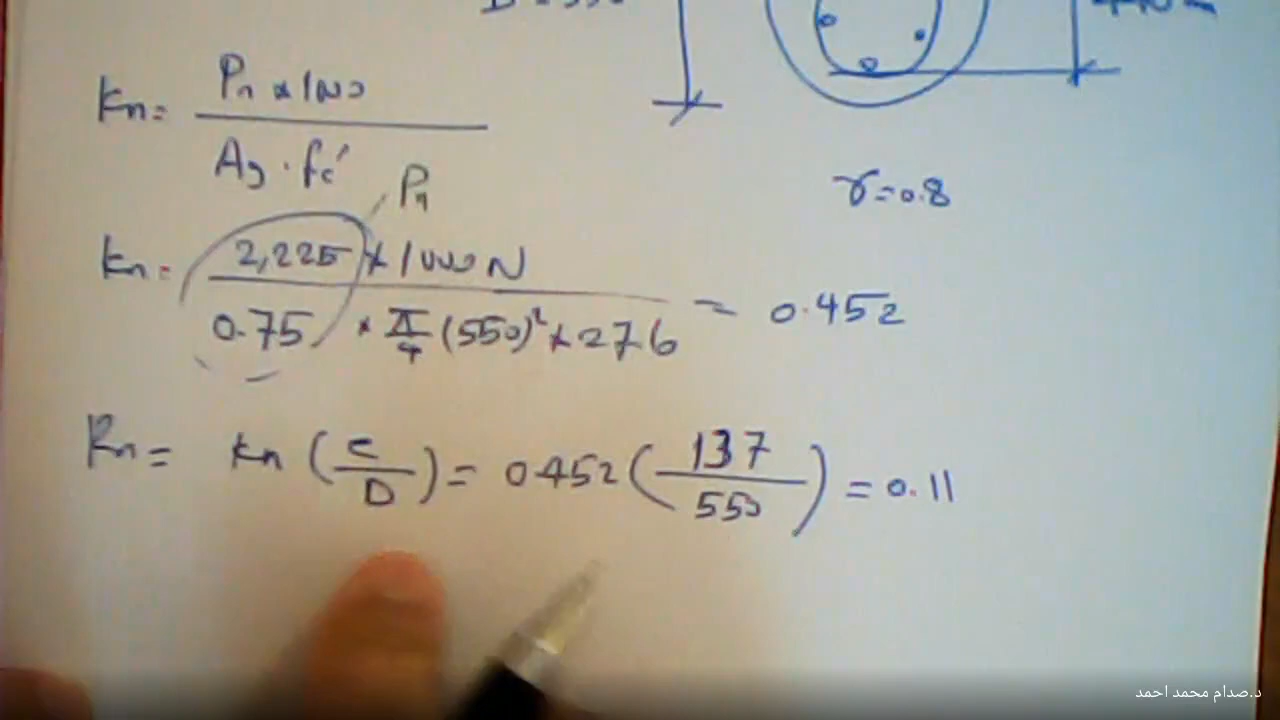 Kn = Pn * 1000 / Ag . fc'
γ = 0.8
Pn
Kn = 2,225 * 1000 N / 0.75 * π/4 (550)² * 27.6 = 0.452
Rn = Kn ( e / D ) = 0.452 ( 137 / 550 ) = 0.11
د.صدام محمد احمد